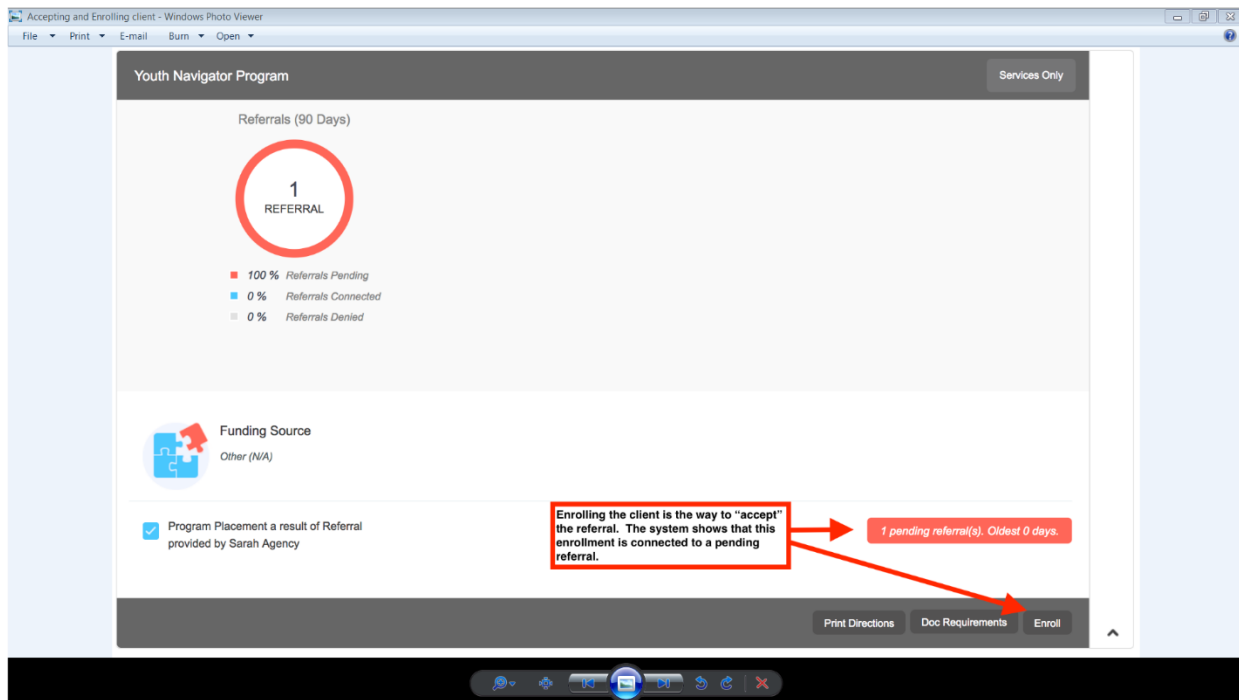 Accepting and Enrolling client - Windows Photo Viewer
File Print E-mail Burn Open
Youth Navigator Program
Services Only
Referrals (90 Days)
1
REFERRAL
100 % Referrals Pending
0 % Referrals Connected
0 % Referrals Denied
Funding Source
Other (N/A)
Program Placement a result of Referral
provided by Sarah Agency
Enrolling the client is the way to “accept”
the referral. The system shows that this
enrollment is connected to a pending
referral.
1 pending referral(s). Oldest 0 days.
Print Directions Doc Requirements Enroll